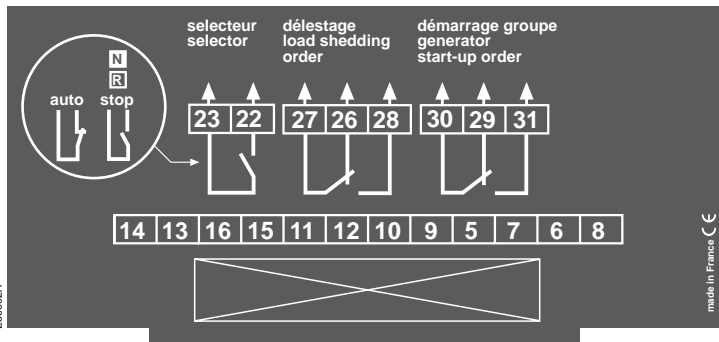 selecteur
selector
délestage
load shedding
order
démarrage groupe
generator
start-up order
N
R
auto stop
23 22
27 26 28
30 29 31
14 13 16 15 11 12 10 9 5 7 6 8
made in France CE